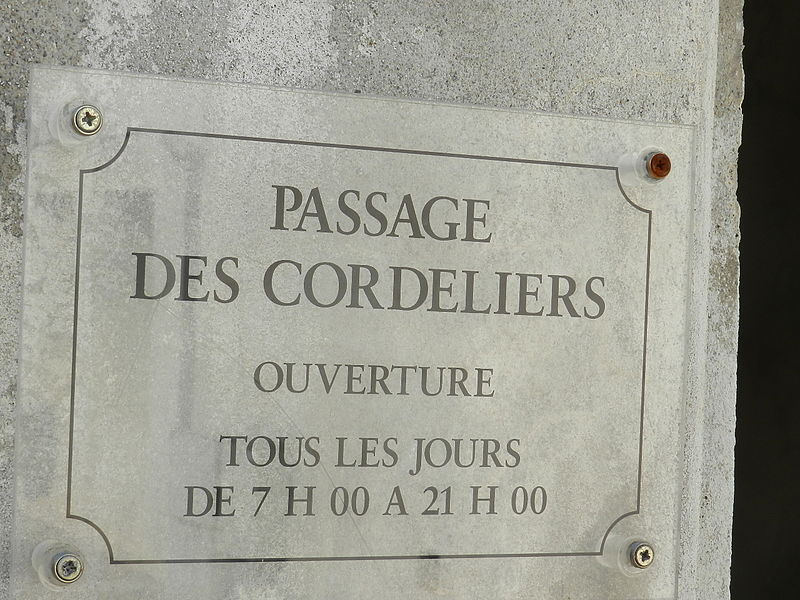 PASSAGE
DES CORDELIERS
OUVERTURE
TOUS LES JOURS
DE 7 H 00 A 21 H 00